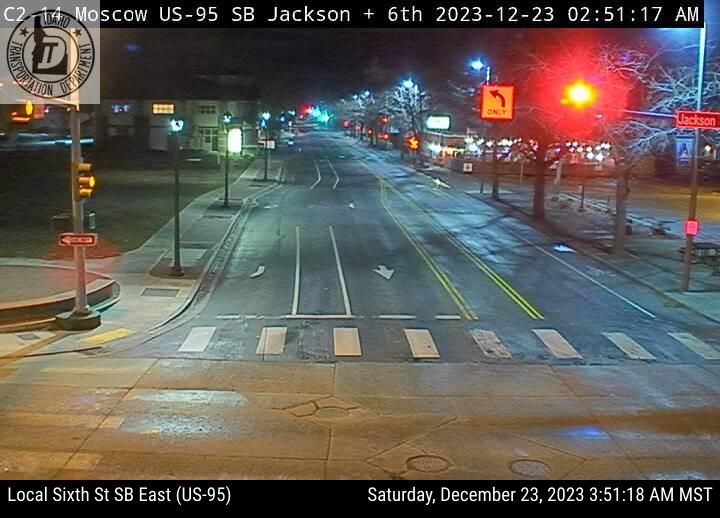 C2 14 Moscow US-95 SB Jackson + 6th 2023-12-23 02:51:17 AM
IDAHO
TRANSPORTATION DEPARTMENT
ONLY
Jackson
Local Sixth St SB East (US-95)
Saturday, December 23, 2023 3:51:18 AM MST